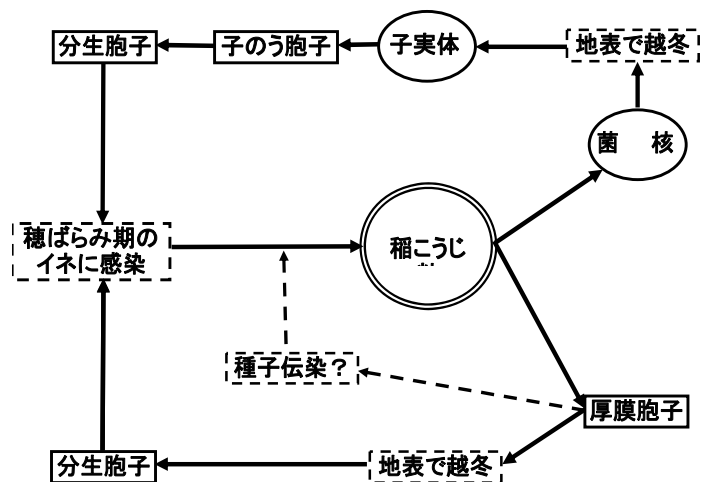 分生胞子
子のう胞子
子実体
地表で越冬
菌 核
穂ばらみ期の
イネに感染
稲こうじ
種子伝染？
厚膜胞子
分生胞子
地表で越冬